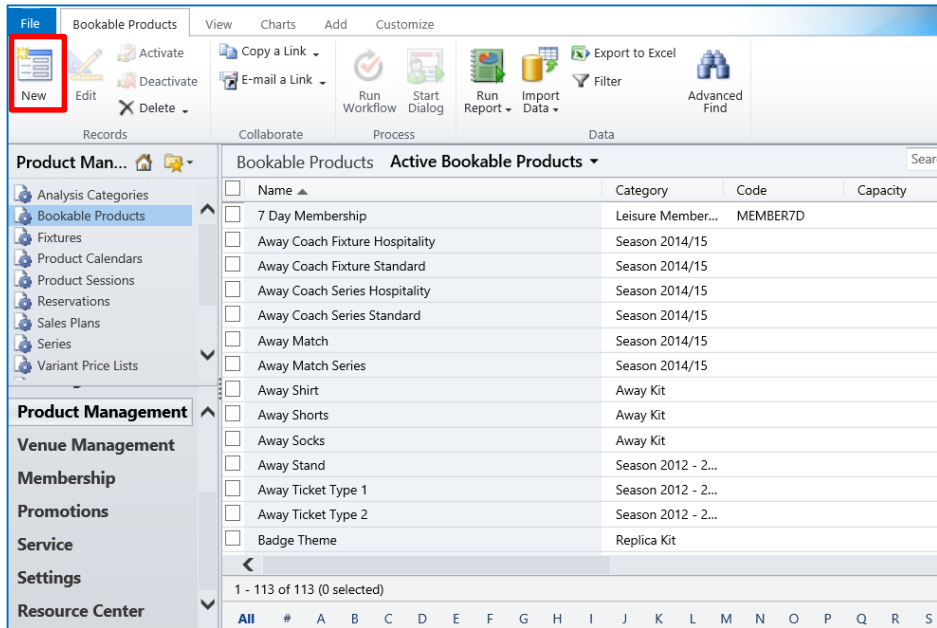 File Bookable Products View Charts Add Customize
New
Edit
Activate
Deactivate
Delete
Records
Copy a Link
E-mail a Link
Collaborate
Run
Workflow
Start
Dialog
Process
Run
Report
Import
Data
Export to Excel
Filter
Advanced
Find
Data
Product Man...
Analysis Categories
Bookable Products
Fixtures
Product Calendars
Product Sessions
Reservations
Sales Plans
Series
Variant Price Lists
Product Management
Venue Management
Membership
Promotions
Service
Settings
Resource Center
Bookable Products Active Bookable Products
Sear
Name Category Code Capacity
7 Day Membership Leisure Member... MEMBER7D
Away Coach Fixture Hospitality Season 2014/15
Away Coach Fixture Standard Season 2014/15
Away Coach Series Hospitality Season 2014/15
Away Coach Series Standard Season 2014/15
Away Match Season 2014/15
Away Match Series Season 2014/15
Away Shirt Away Kit
Away Shorts Away Kit
Away Socks Away Kit
Away Stand Season 2012 - 2...
Away Ticket Type 1 Season 2012 - 2...
Away Ticket Type 2 Season 2012 - 2...
Badge Theme Replica Kit
1 - 113 of 113 (0 selected)
All # A B C D E F G H I J K L M N O P Q R S